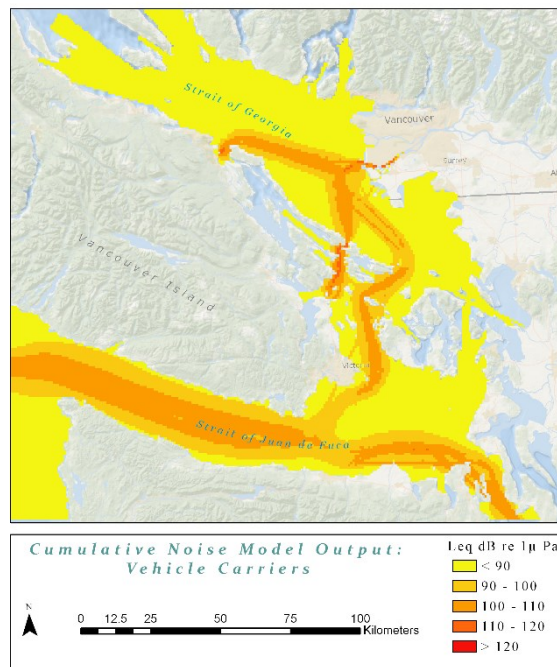 Strait of Georgia
Vancouver
Surrey
Vancouver Island
Victoria
Strait of Juan de Fuca
Cumulative Noise Model Output:
Vehicle Carriers
Leq dB re 1µ Pa
< 90
90 - 100
100 - 110
110 - 120
> 120
N
0 12.5 25 50 75 100
Kilometers